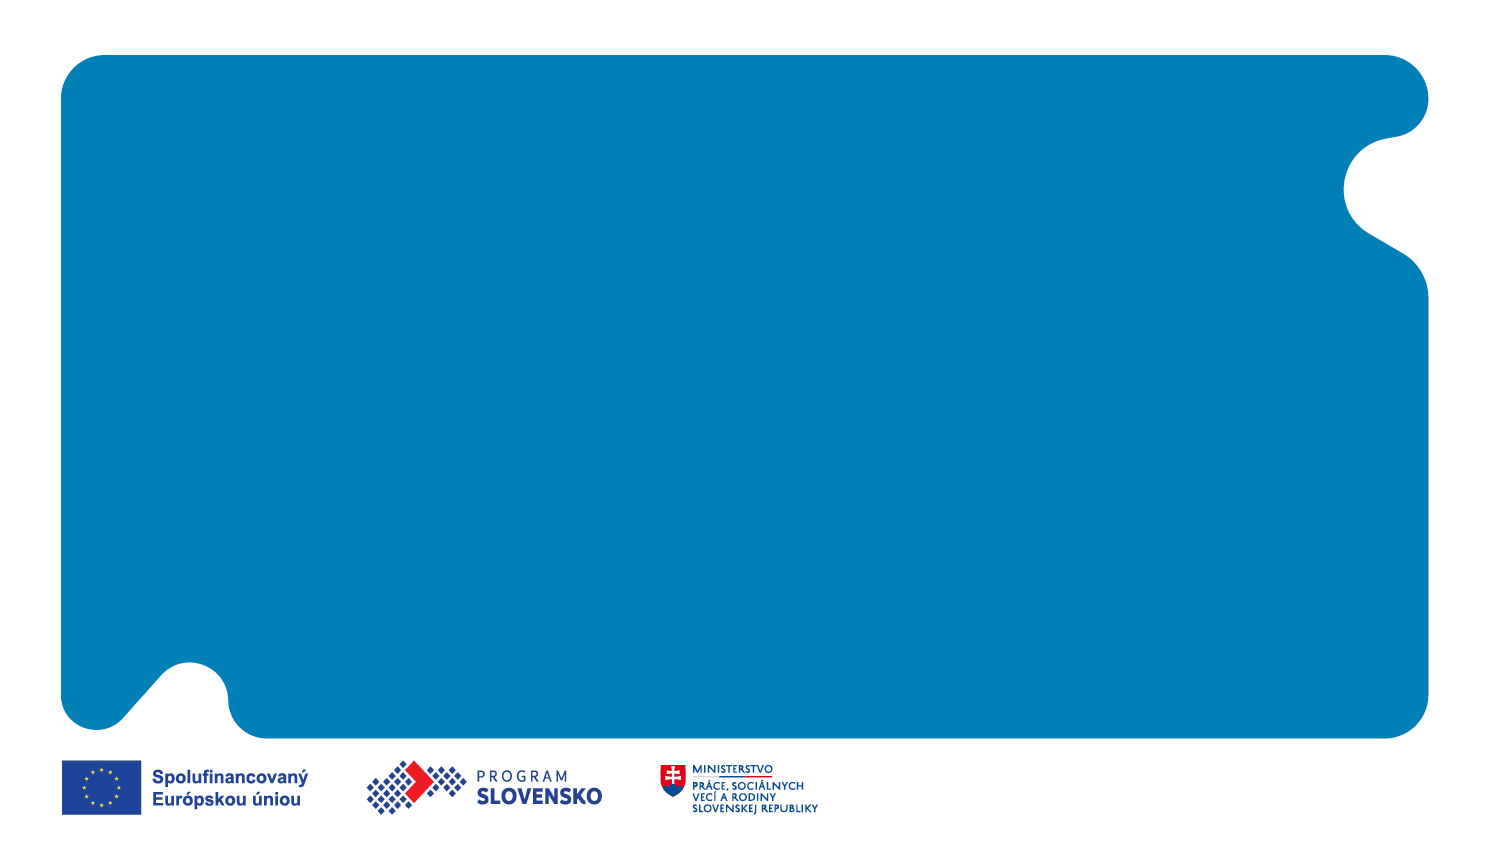 Spolufinancovaný
Európskou úniou
PROGRAM
SLOVENSKO
MINISTERSTVO
PRÁCE, SOCIÁLNYCH
VECÍ A RODINY
SLOVENSKEJ REPUBLIKY